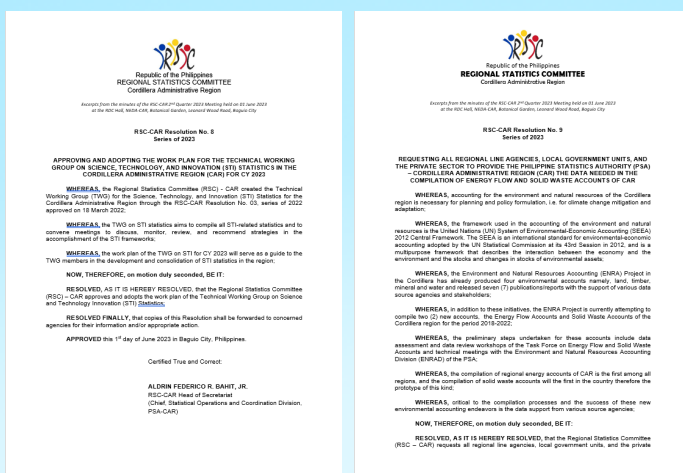 RSC
Republic of the Philippines
REGIONAL STATISTICS COMMITTEE
Cordillera Administrative Region
Excerpts from the minutes of the RSC-CAR 2nd Quarter 2023 Meeting held on 01 June 2023
at the RDC Hall, NEDA-CAR, Botanical Garden, Leonard Wood Road, Baguio City
RSC-CAR Resolution No. 8
Series of 2023
APPROVING AND ADOPTING THE WORK PLAN FOR THE TECHNICAL WORKING
GROUP ON SCIENCE, TECHNOLOGY, AND INNOVATION (STI) STATISTICS IN THE
CORDILLERA ADMINISTRATIVE REGION (CAR) FOR CY 2023
WHEREAS, the Regional Statistics Committee (RSC) - CAR created the Technical
Working Group (TWG) for the Science, Technology, and Innovation (STI) Statistics for the
Cordillera Administrative Region through the RSC-CAR Resolution No. 03, series of 2022
approved on 18 March 2022;
WHEREAS, the TWG on STI statistics aims to compile all STI-related statistics and to
convene meetings to discuss, monitor, review, and recommend strategies in the
accomplishment of the STI frameworks;
WHEREAS, the work plan of the TWG on STI for CY 2023 will serve as a guide to the
TWG members in the development and consolidation of STI statistics in the region;
NOW, THEREFORE, on motion duly seconded, BE IT:
RESOLVED, AS IT IS HEREBY RESOLVED, that the Regional Statistics Committee
(RSC) – CAR approves and adopts the work plan of the Technical Working Group on Science
and Technology Innovation (STI) Statistics;
RESOLVED FINALLY, that copies of this Resolution shall be forwarded to concerned
agencies for their information and/or appropriate action.
APPROVED this 1st day of June 2023 in Baguio City, Philippines.
Certified True and Correct:
ALDRIN FEDERICO R. BAHIT, JR.
RSC-CAR Head of Secretariat
(Chief, Statistical Operations and Coordination Division,
PSA-CAR)
RSC
Republic of the Philippines
REGIONAL STATISTICS COMMITTEE
Cordillera Administrative Region
Excerpts from the minutes of the RSC-CAR 2nd Quarter 2023 Meeting held on 01 June 2023
at the RDC Hall, NEDA-CAR, Botanical Garden, Leonard Wood Road, Baguio City
RSC-CAR Resolution No. 9
Series of 2023
REQUESTING ALL REGIONAL LINE AGENCIES, LOCAL GOVERNMENT UNITS, AND
THE PRIVATE SECTOR TO PROVIDE THE PHILIPPINE STATISTICS AUTHORITY (PSA)
– CORDILLERA ADMINISTRATIVE REGION (CAR) THE DATA NEEDED IN THE
COMPILATION OF ENERGY FLOW AND SOLID WASTE ACCOUNTS OF CAR
WHEREAS, accounting for the environment and natural resources of the Cordillera
region is necessary for planning and policy formulation, i.e. for climate change mitigation and
adaptation;
WHEREAS, the framework used in the accounting of the environment and natural
resources is the United Nations (UN) System of Environmental-Economic Accounting (SEEA)
2012 Central Framework. The SEEA is an international standard for environmental-economic
accounting adopted by the UN Statistical Commission at its 43rd Session in 2012, and is a
multipurpose framework that describes the interaction between the economy and the
environment and the stocks and changes in stocks of environmental assets;
WHEREAS, the Environment and Natural Resources Accounting (ENRA) Project in
the Cordillera has already produced four environmental accounts namely, land, timber,
mineral and water and released seven (7) publications/reports with the support of various data
source agencies and stakeholders;
WHEREAS, in addition to these initiatives, the ENRA Project is currently attempting to
compile two (2) new accounts, the Energy Flow Accounts and Solid Waste Accounts of the
Cordillera region for the period 2018-2022;
WHEREAS, the preliminary steps undertaken for these accounts include data
assessment and data review workshops of the Task Force on Energy Flow and Solid Waste
Accounts and technical meetings with the Environment and Natural Resources Accounting
Division (ENRAD) of the PSA;
WHEREAS, the compilation of regional energy accounts of CAR is the first among all
regions, and the compilation of solid waste accounts will the first in the country therefore the
prototype of this kind;
WHEREAS, critical to the compilation processes and the success of these new
environmental accounting endeavors is the data support from various source agencies;
NOW, THEREFORE, on motion duly seconded, BE IT:
RESOLVED, AS IT IS HEREBY RESOLVED, that the Regional Statistics Committee
(RSC – CAR) requests all regional line agencies, local government units, and the private